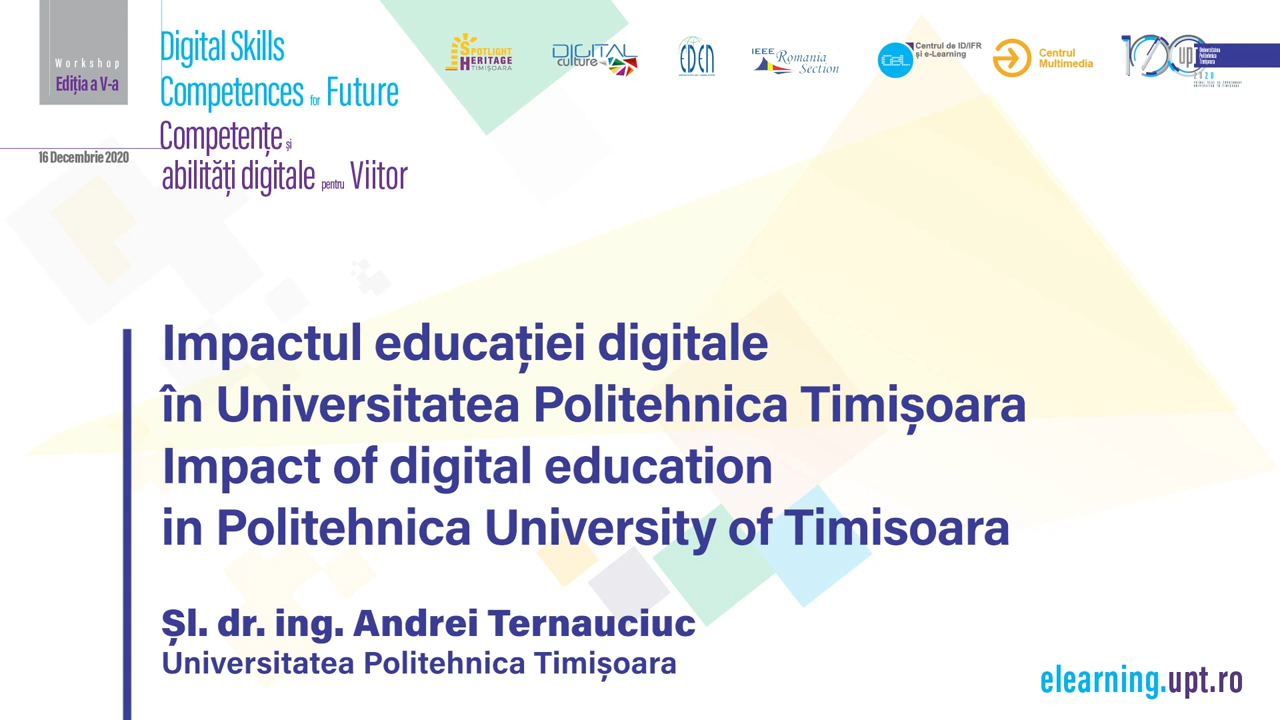 Workshop
Ediția a V-a
16 Decembrie 2020
Digital Skills
Competences for Future
Competențe și
abilități digitale pentru Viitor
SPOTLIGHT
HERITAGE
TIMIȘOARA
DIGITAL
culture
EDEN
IEEE Romania
Section
CeL
Centrul de ID/IFR
și e-Learning
Centrul
Multimedia
100 upt
Universitatea
Politehnica
Timișoara
2020
Impactul educației digitale
în Universitatea Politehnica Timișoara
Impact of digital education
in Politehnica University of Timisoara
Șl. dr. ing. Andrei Ternauciuc
Universitatea Politehnica Timișoara
elearning.upt.ro